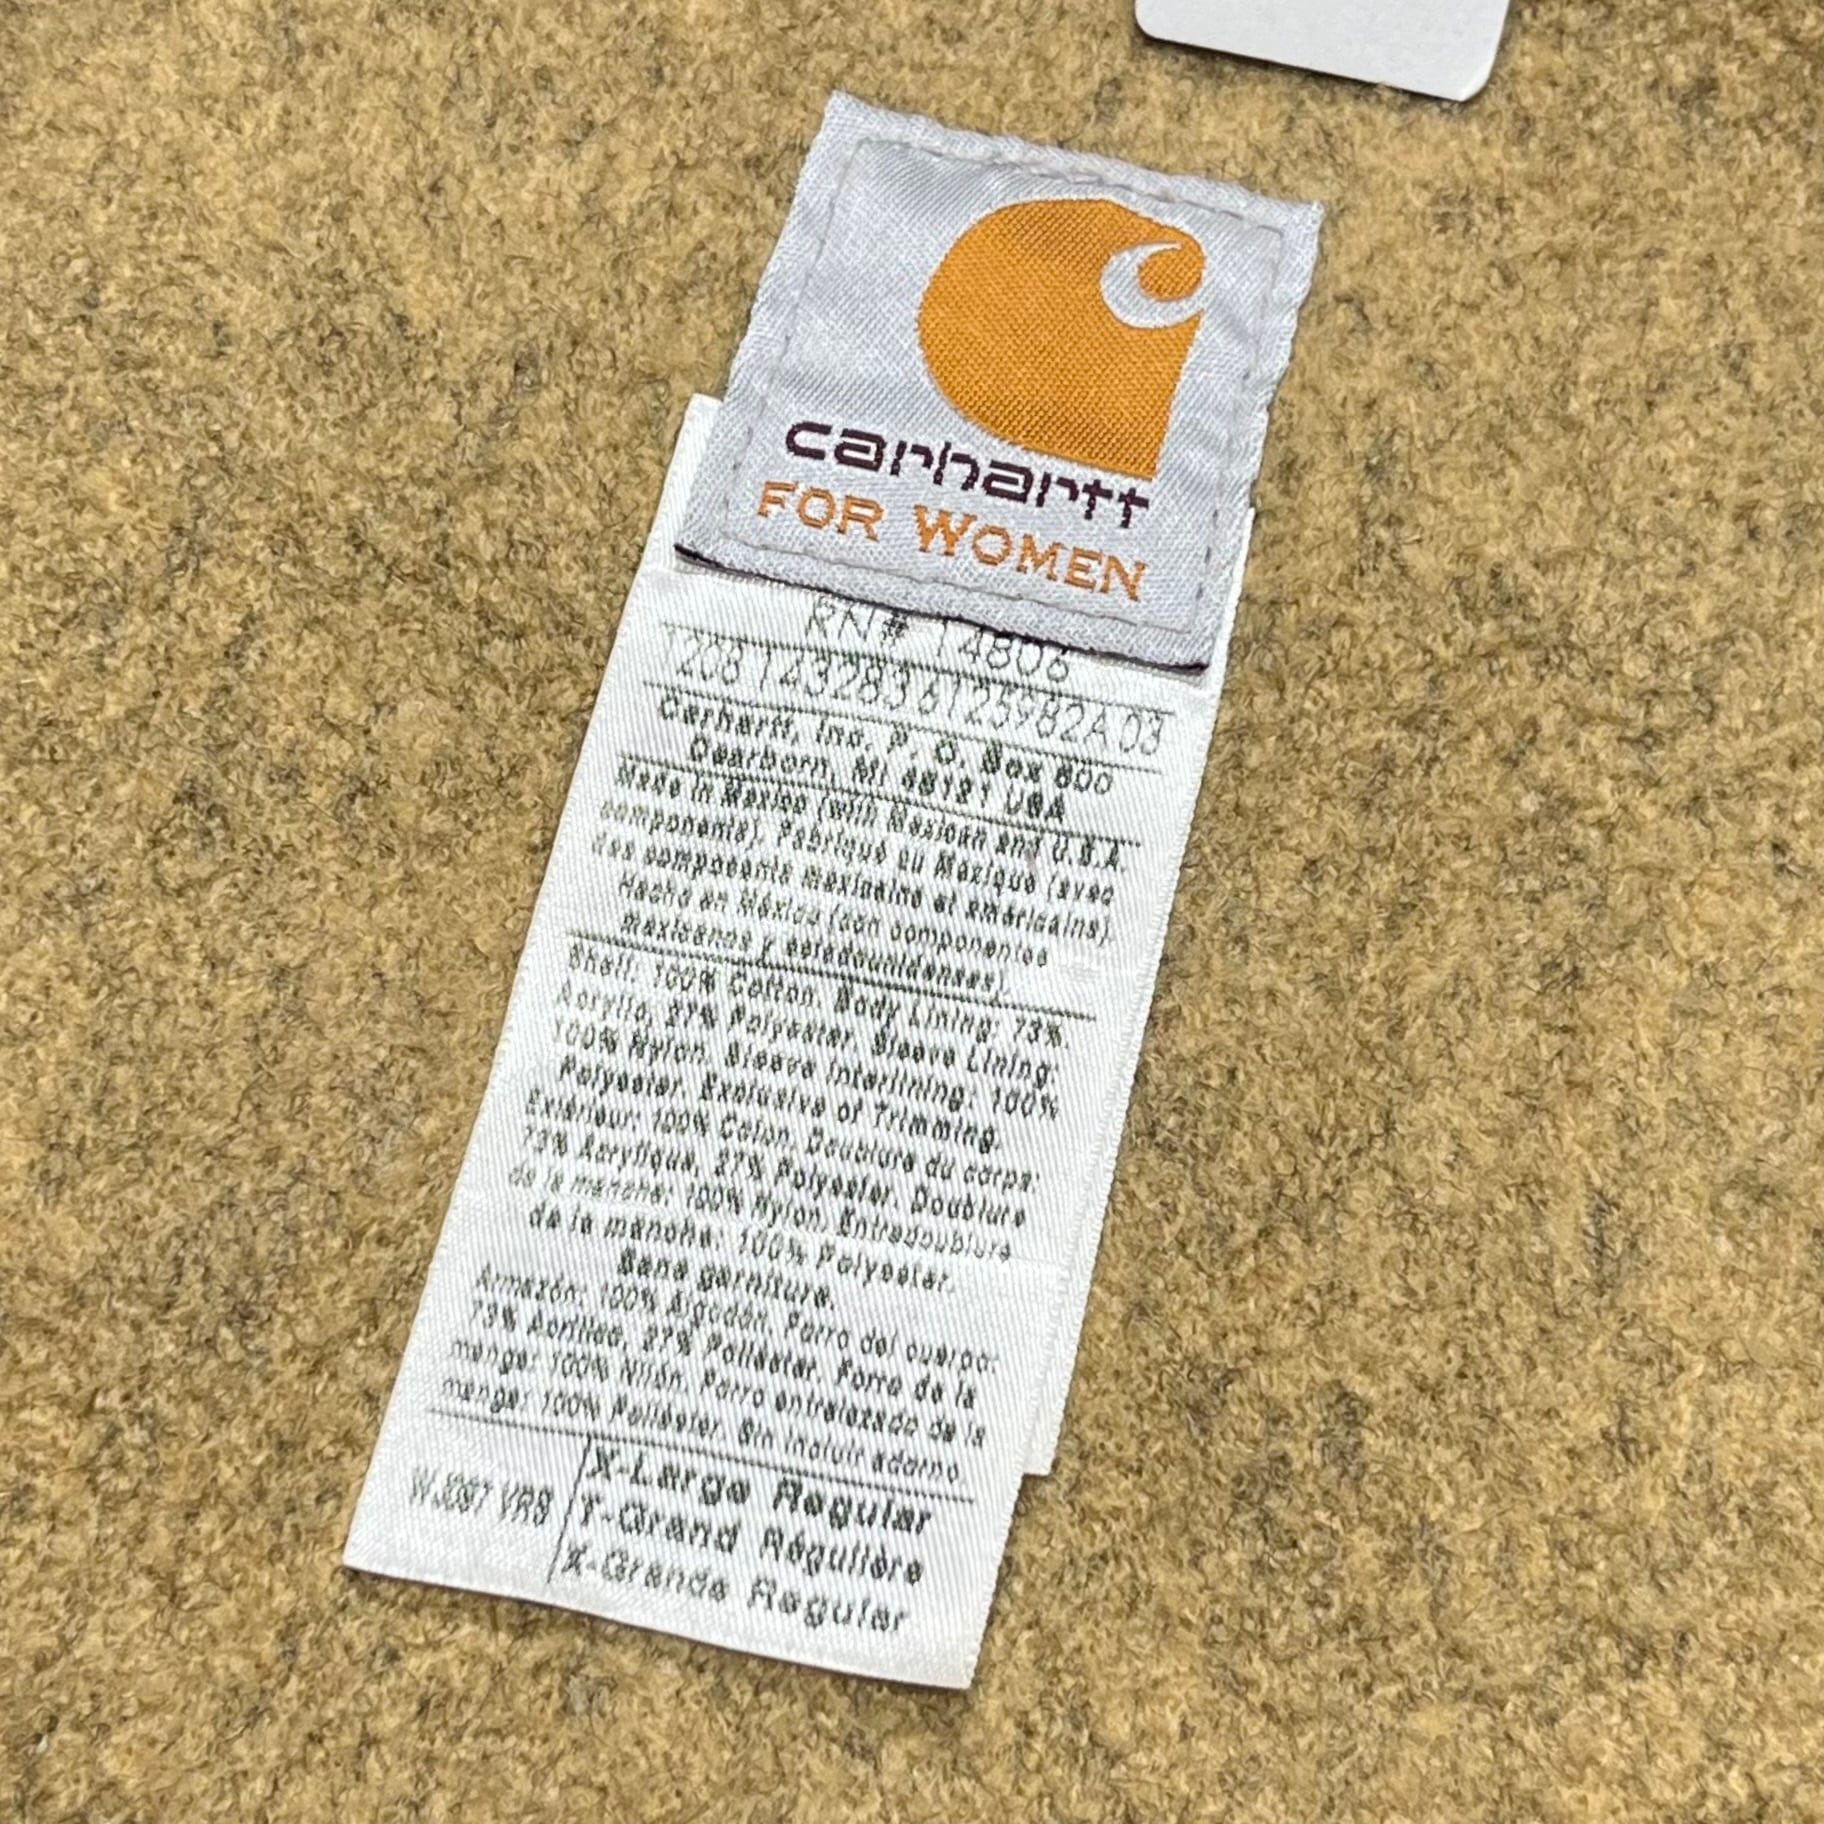 carhartt
FOR WOMEN
RN# 14806
1208143283 6125982A 03
Carhartt, Inc. P. O. Box 600
Dearborn, MI 48121 USA
Made in Mexico (with Mexican and U.S.A.
components). Fabriqué au Mexique (avec
des composants mexicains et américains).
Hecho en México (con componentes
mexicanos y estadounidenses).
Shell: 100% Cotton. Body Lining: 73%
Acrylic, 27% Polyester. Sleeve Lining:
100% Nylon. Sleeve Interlining: 100%
Polyester. Exclusive of Trimming.
Extérieur: 100% Coton. Doublure du corps:
73% Acrylique, 27% Polyester. Doublure
de la manche: 100% Nylon. Entredoublure
de la manche: 100% Polyester.
Sans garniture.
Armazón: 100% Algodón. Forro del cuerpo:
73% Acrílico, 27% Poliéster. Forro de la
manga: 100% Nilón. Forro entrelazado de la
manga: 100% Poliéster. Sin incluir adorno.
WJ097 YRB
X-Large Regular
T-Grand Régulière
X-Grande Regular